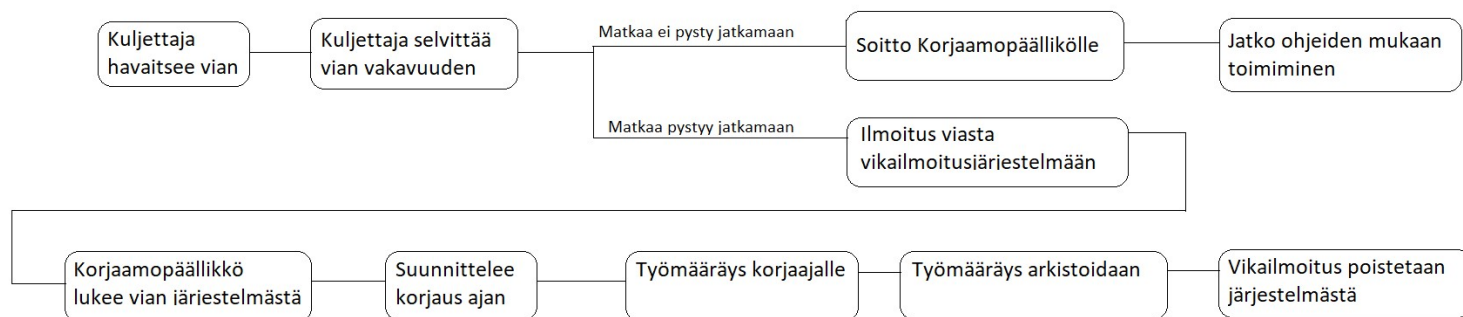 Kuljettaja
havaitsee vian
Kuljettaja selvittää
vian vakavuuden
Matkaa ei pysty jatkamaan
Soitto Korjaamopäällikölle
Jatko ohjeiden mukaan
toimiminen
Matkaa pystyy jatkamaan
Ilmoitus viasta
vikailmoitusjärjestelmään
Korjaamopäällikkö
lukee vian järjestelmästä
Suunnittelee
korjaus ajan
Työmääräys korjaajalle
Työmääräys arkistoidaan
Vikailmoitus poistetaan
järjestelmästä